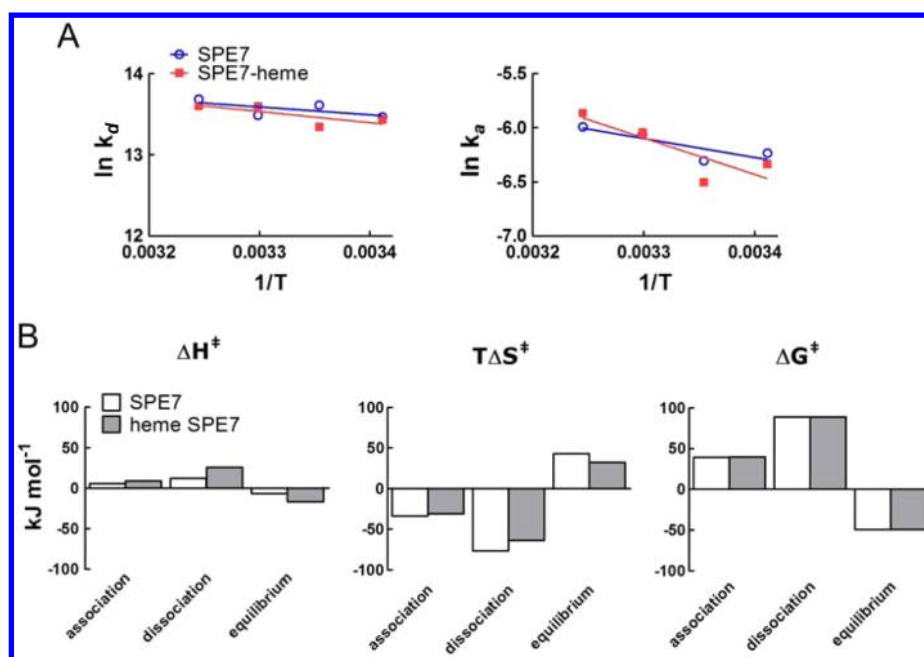 A
SPE7
SPE7-heme
14
13
12
ln k_d
0.0032 0.0033 0.0034
1/T
-5.5
-6.0
-6.5
-7.0
ln k_a
0.0032 0.0033 0.0034
1/T
B
ΔH‡
SPE7
heme SPE7
100
50
0
-50
-100
kJ mol⁻¹
association dissociation equilibrium
TΔS‡
100
50
0
-50
-100
association dissociation equilibrium
ΔG‡
100
50
0
-50
-100
association dissociation equilibrium